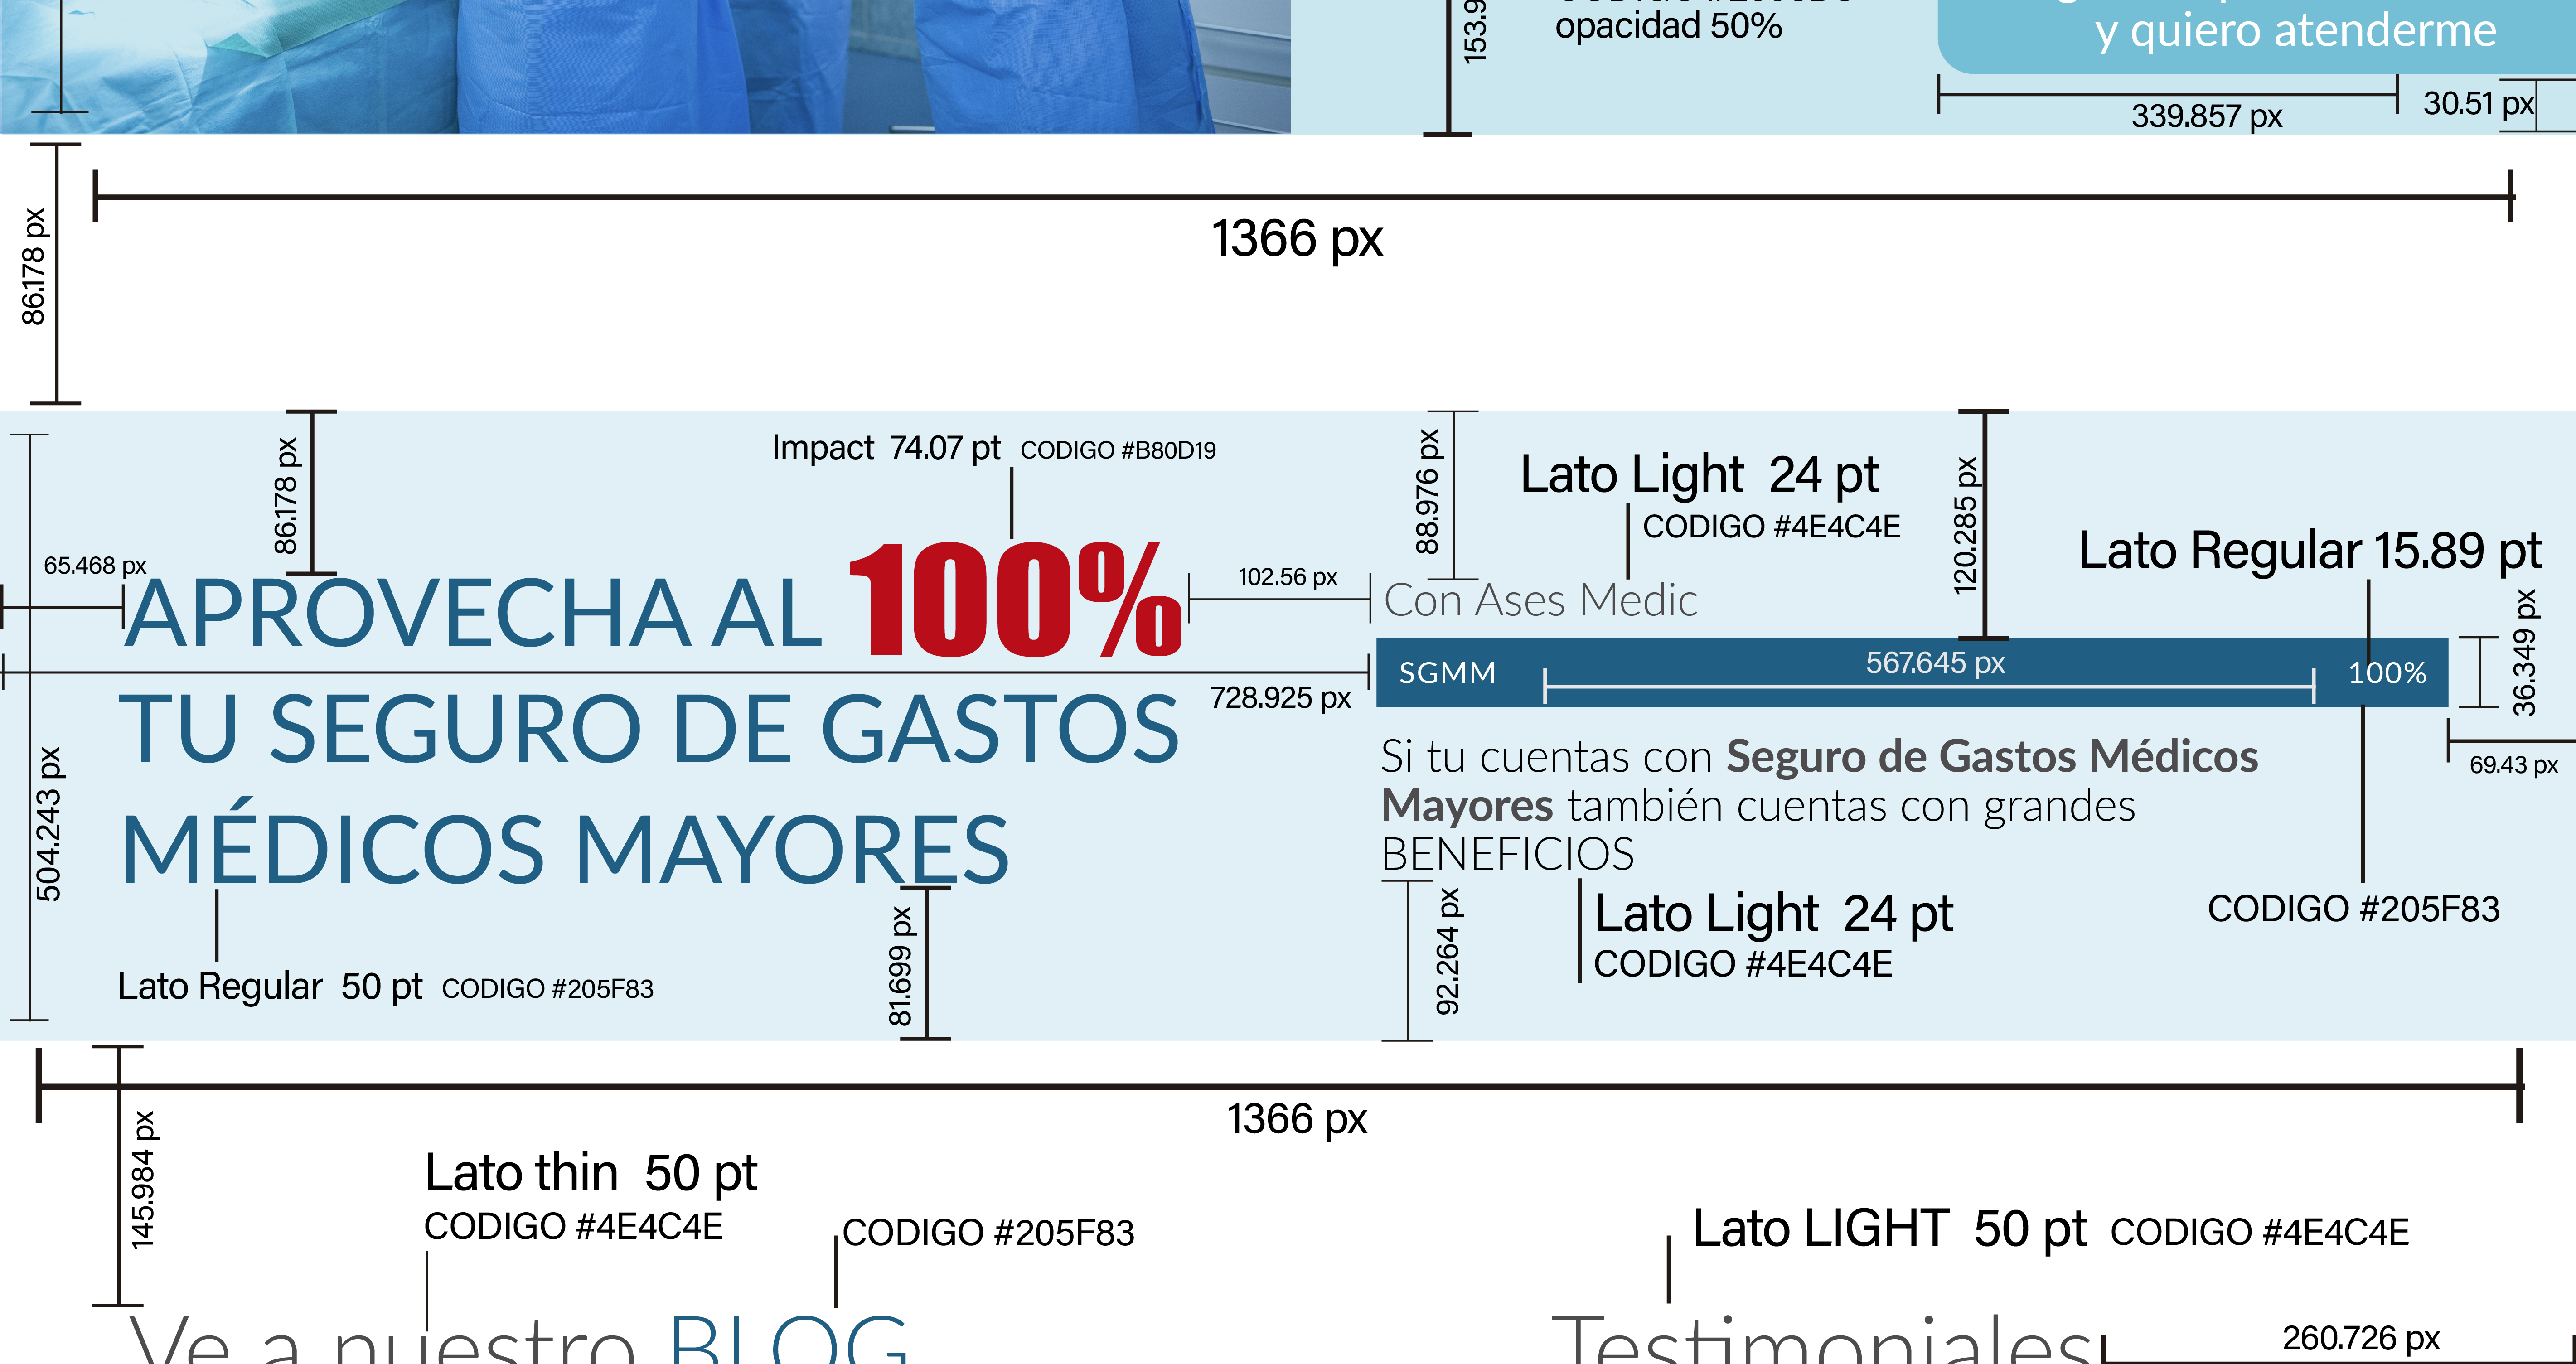 153.9
opacidad 50%
y quiero atenderme
339.857 px
30.51 px
86.178 px
1366 px
86.178 px
Impact 74.07 pt CODIGO #B80D19
88.976 px
Lato Light 24 pt
CODIGO #4E4C4E
120.285 px
Lato Regular 15.89 pt
65.468 px
APROVECHA AL 100%
102.56 px
Con Ases Medic
36.349 px
SGMM
567.645 px
100%
728.925 px
TU SEGURO DE GASTOS
69.43 px
Si tu cuentas con Seguro de Gastos Médicos
Mayores también cuentas con grandes
BENEFICIOS
504.243 px
MÉDICOS MAYORES
81.699 px
92.264 px
Lato Light 24 pt
CODIGO #4E4C4E
CODIGO #205F83
Lato Regular 50 pt CODIGO #205F83
1366 px
145.984 px
Lato thin 50 pt
CODIGO #4E4C4E
CODIGO #205F83
Lato LIGHT 50 pt CODIGO #4E4C4E
Ve a nuestro BLOG
Testimoniales
260.726 px